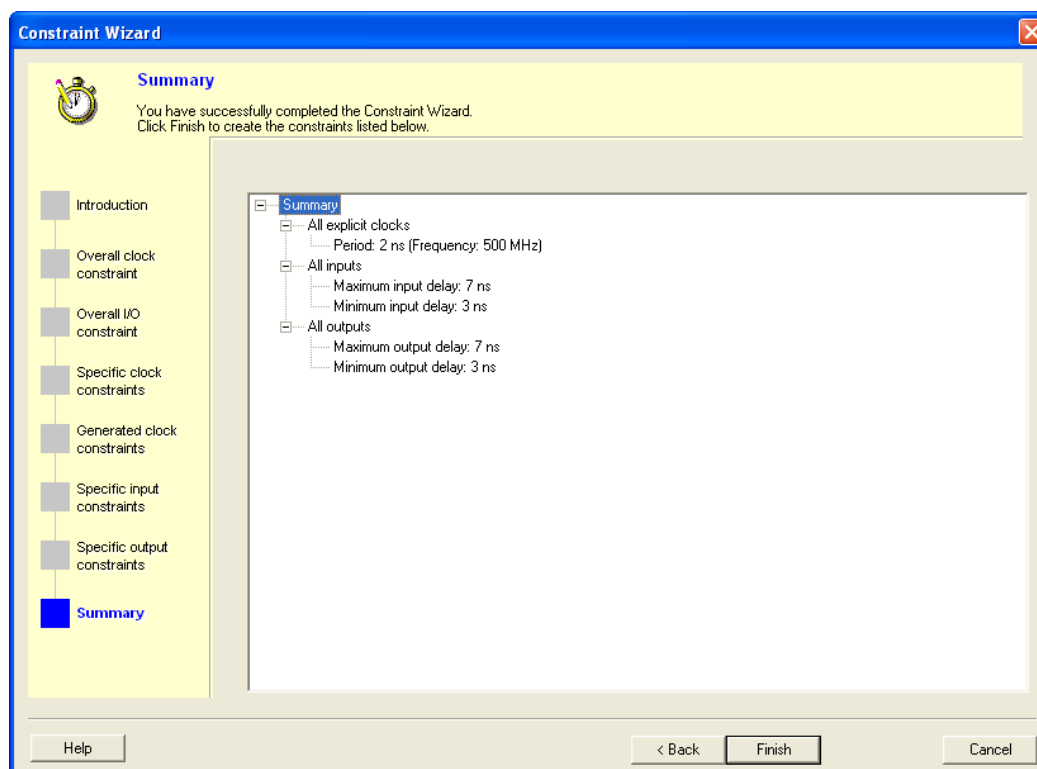 Constraint Wizard
Summary
You have successfully completed the Constraint Wizard.
Click Finish to create the constraints listed below.
Introduction
Overall clock
constraint
Overall I/O
constraint
Specific clock
constraints
Generated clock
constraints
Specific input
constraints
Specific output
constraints
Summary
Summary
All explicit clocks
Period: 2 ns (Frequency: 500 MHz)
All inputs
Maximum input delay: 7 ns
Minimum input delay: 3 ns
All outputs
Maximum output delay: 7 ns
Minimum output delay: 3 ns
Help
< Back
Finish
Cancel